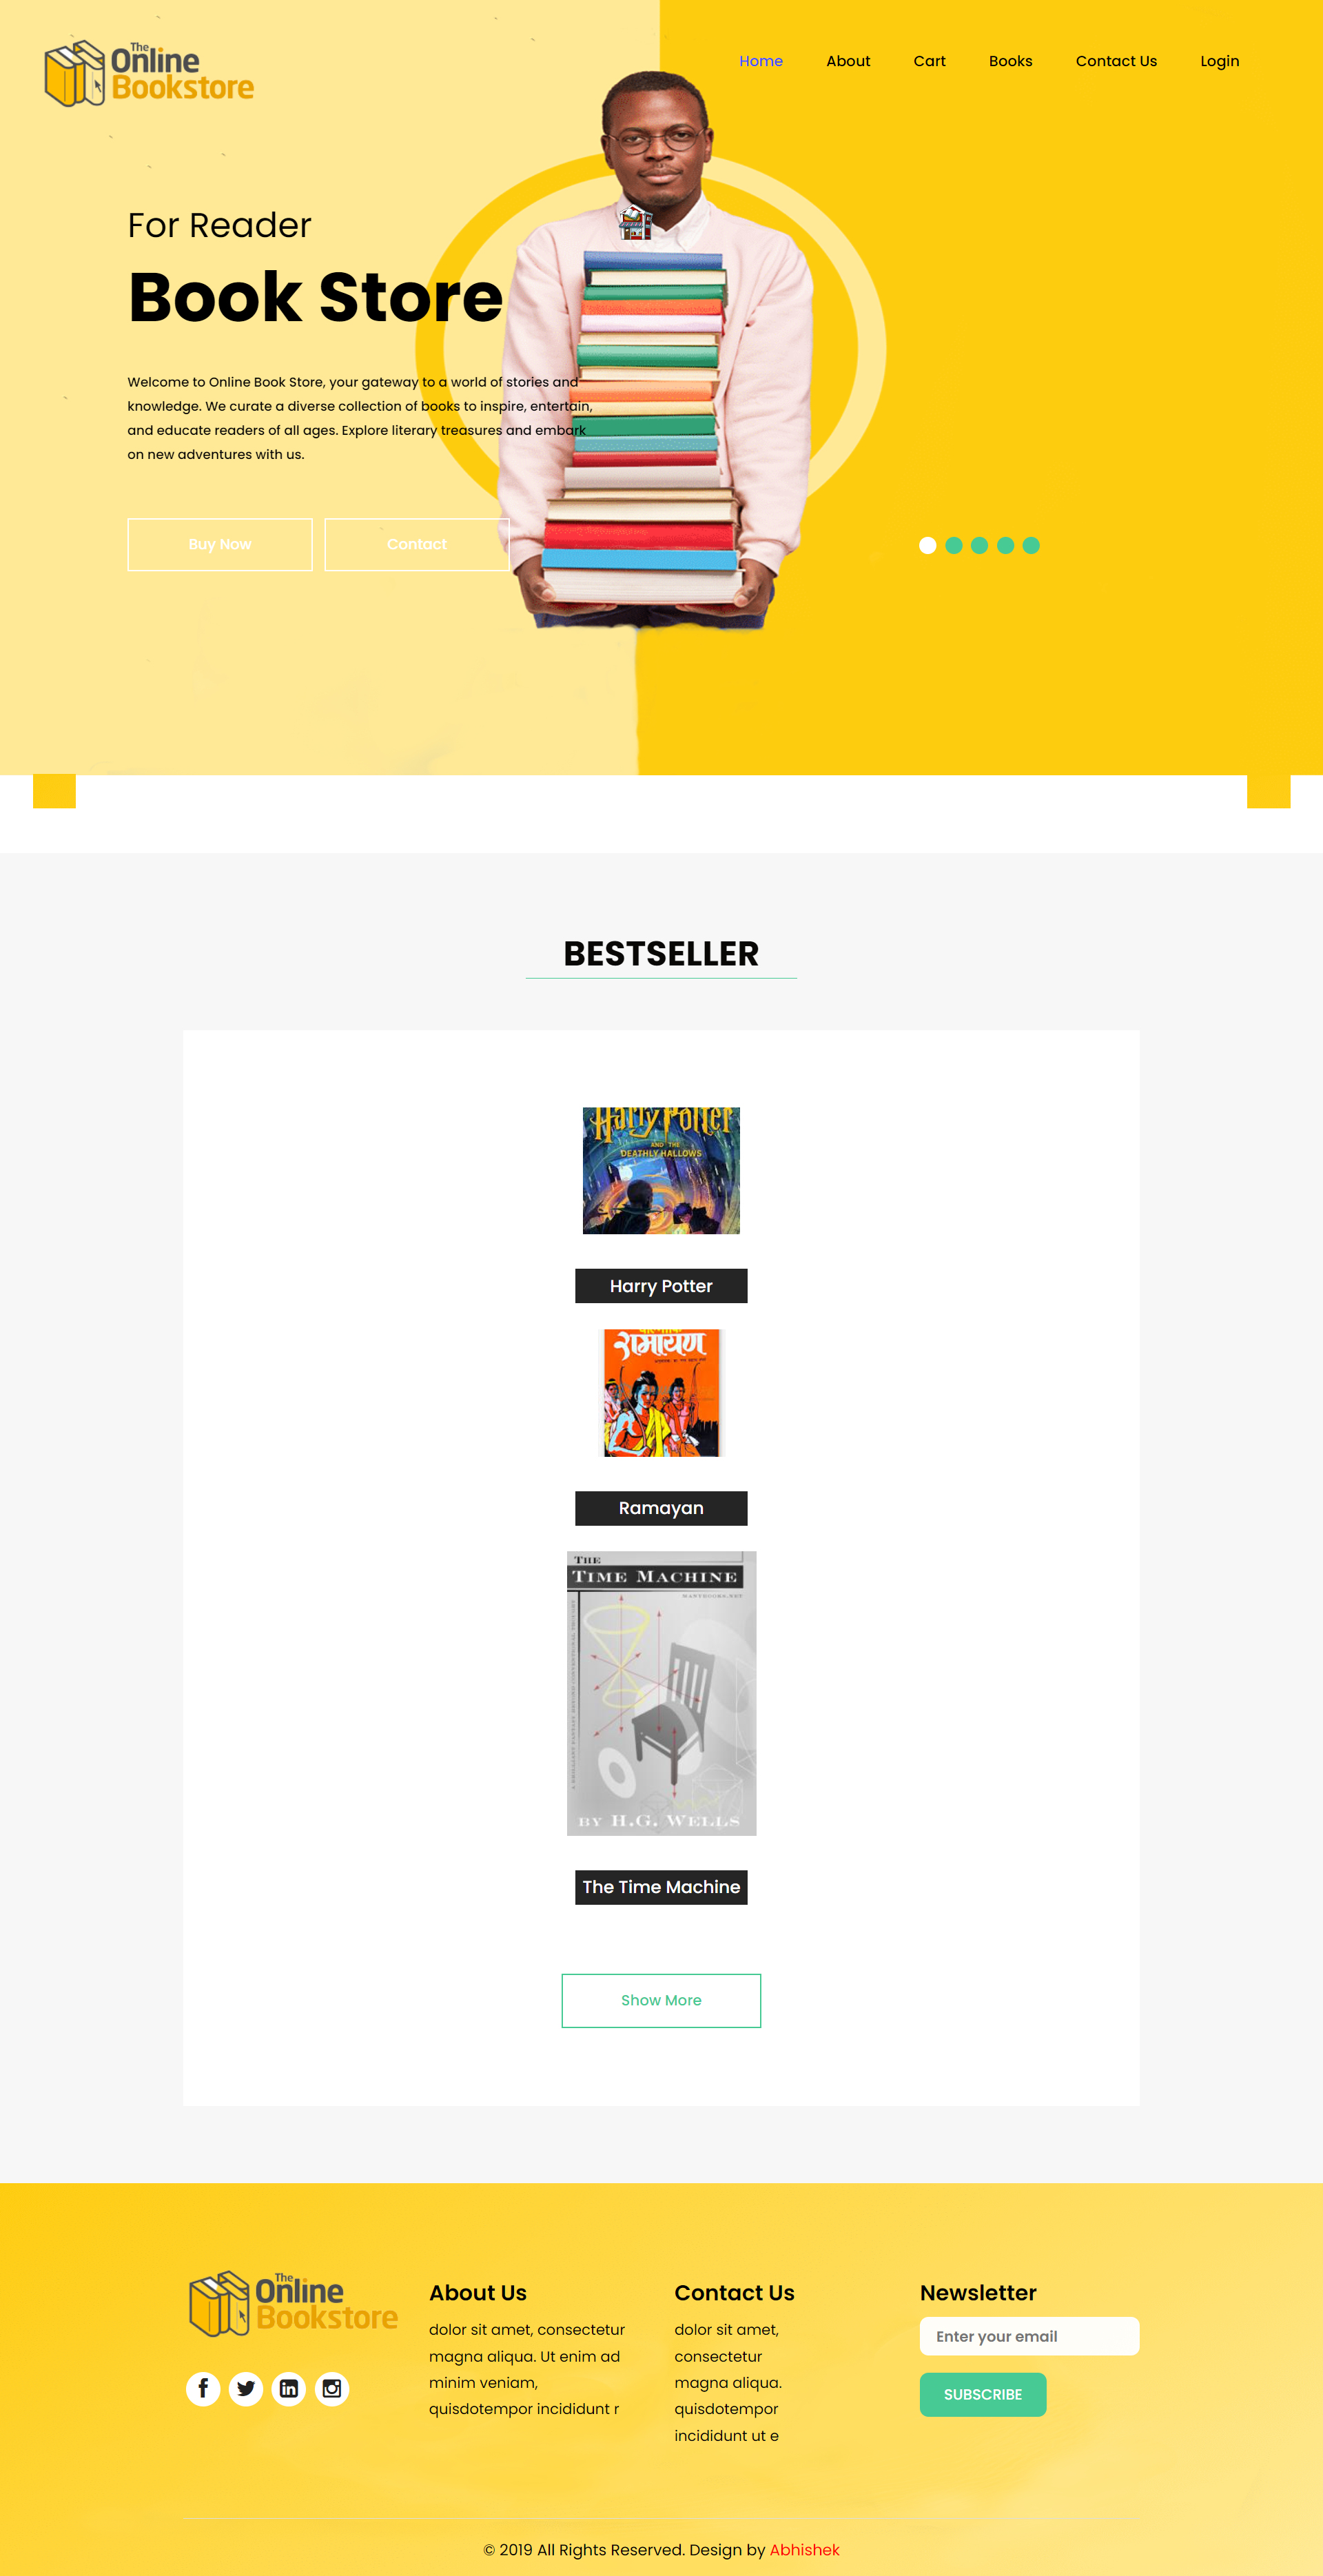 The
Online
Bookstore
Home
About
Cart
Books
Contact Us
Login
For Reader
Book Store
Welcome to Online Book Store, your gateway to a world of stories and
knowledge. We curate a diverse collection of books to inspire, entertain,
and educate readers of all ages. Explore literary treasures and embark
on new adventures with us.
Buy Now
Contact
BESTSELLER
Harry Potter
AND THE
DEATHLY HALLOWS
Harry Potter
रामायण
Ramayan
THE
TIME MACHINE
MANYBOOKS.NET
BY H.G. WELLS
The Time Machine
Show More
The
Online
Bookstore
About Us
dolor sit amet, consectetur
magna aliqua. Ut enim ad
minim veniam,
quisdotempor incididunt r
Contact Us
dolor sit amet,
consectetur
magna aliqua.
quisdotempor
incididunt ut e
Newsletter
Enter your email
SUBSCRIBE
© 2019 All Rights Reserved. Design by Abhishek